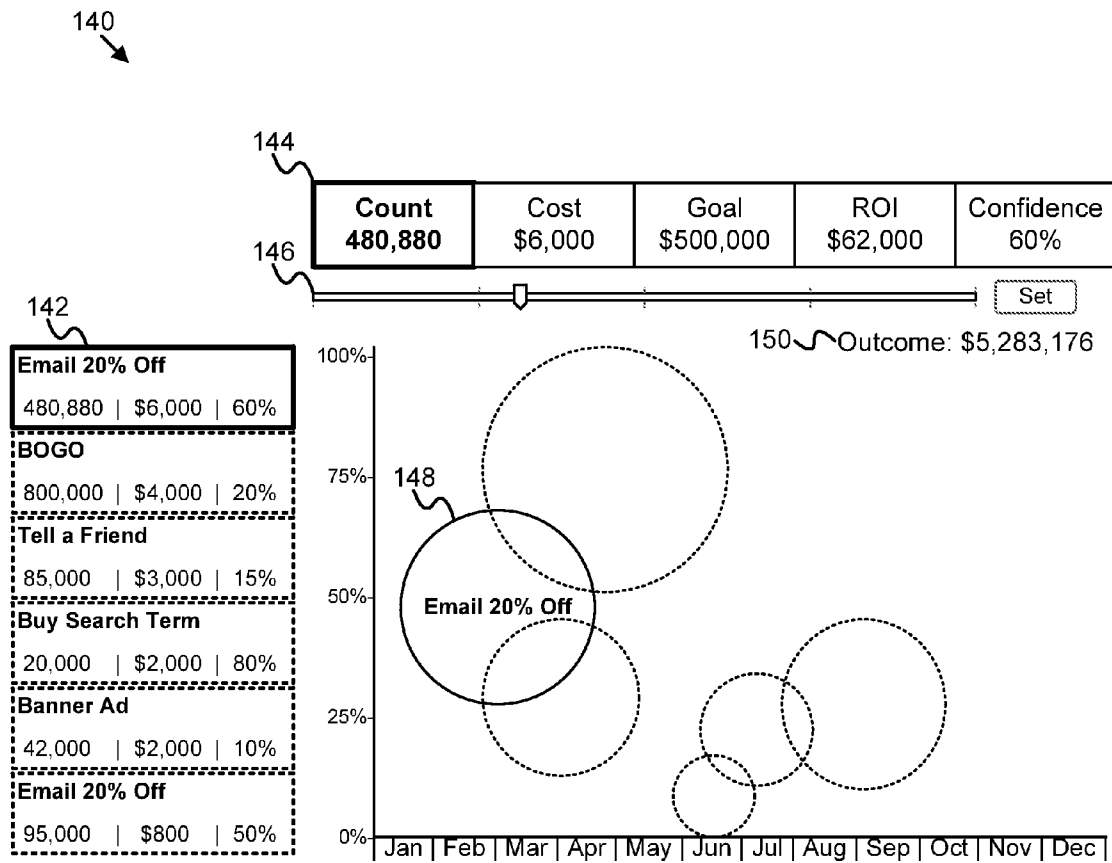 140
144
Count Cost Goal ROI Confidence
480,880 $6,000 $500,000 $62,000 60%
146
Set
142
150 Outcome: $5,283,176
Email 20% Off
480,880 | $6,000 | 60%
BOGO
800,000 | $4,000 | 20%
Tell a Friend
85,000 | $3,000 | 15%
Buy Search Term
20,000 | $2,000 | 80%
Banner Ad
42,000 | $2,000 | 10%
Email 20% Off
95,000 | $800 | 50%
100%
75%
148
50%
Email 20% Off
25%
0%
Jan | Feb | Mar | Apr | May | Jun | Jul | Aug | Sep | Oct | Nov | Dec